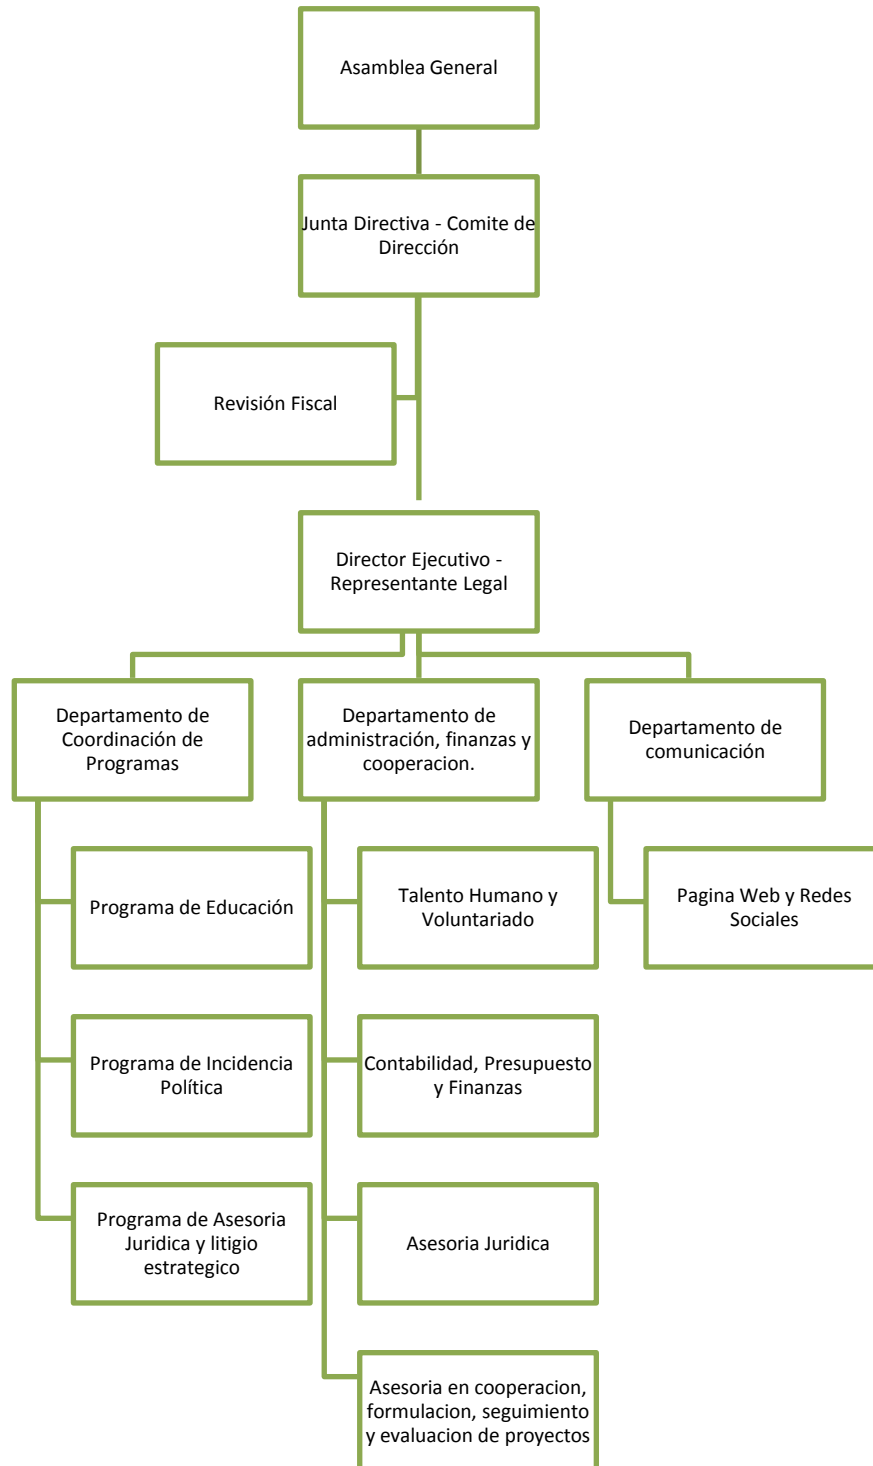 Asamblea General
Junta Directiva - Comite de
Dirección
Revisión Fiscal
Director Ejecutivo -
Representante Legal
Departamento de
Coordinación de
Programas
Departamento de
administración, finanzas y
cooperacion.
Departamento de
comunicación
Programa de Educación
Talento Humano y
Voluntariado
Pagina Web y Redes
Sociales
Programa de Incidencia
Política
Contabilidad, Presupuesto
y Finanzas
Programa de Asesoria
Juridica y litigio
estrategico
Asesoria Juridica
Asesoria en cooperacion,
formulacion, seguimiento
y evaluacion de proyectos